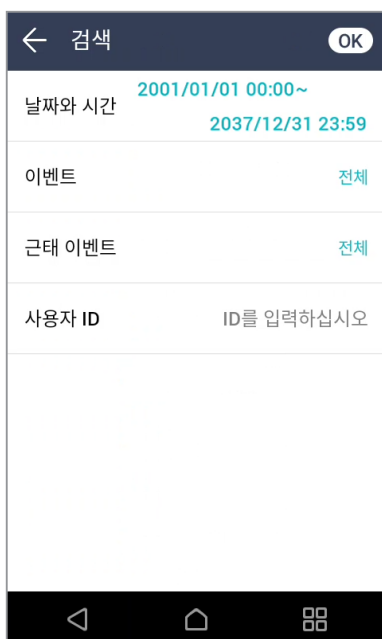 검색
OK
날짜와 시간
2001/01/01 00:00~
2037/12/31 23:59
이벤트 전체
근태 이벤트 전체
사용자 ID ID를 입력하십시오